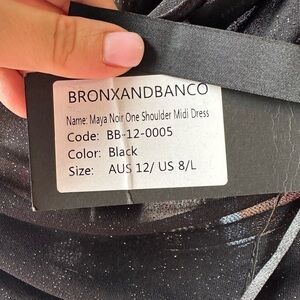 BRONXANDBANCO
Name: Maya Noir One Shoulder Midi Dress
Code: BB-12-0005
Color: Black
Size: AUS 12/ US 8/L